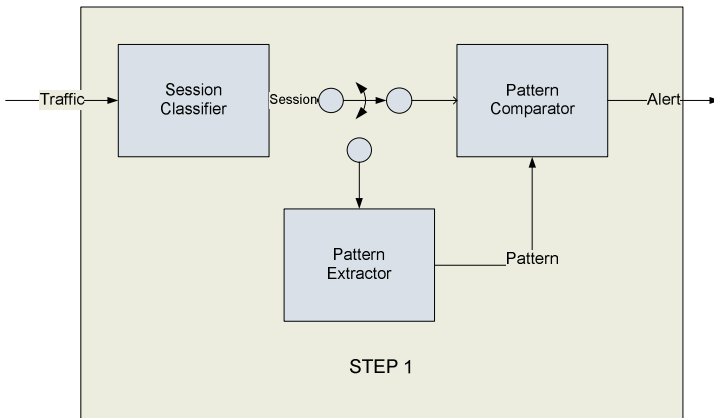 Traffic
Session
Classifier
Session
Pattern
Comparator
Alert
Pattern
Extractor
Pattern
STEP 1